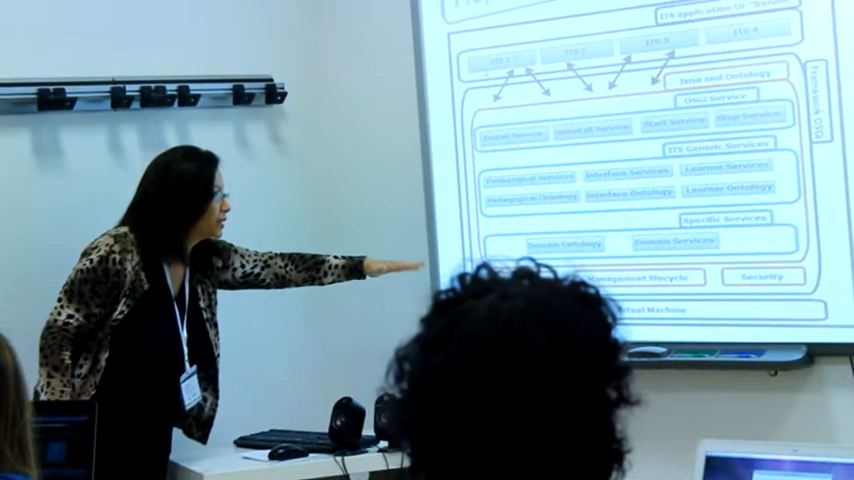 ITS application Or "Bundle
ITS 1 ITS 2 ITS 3 ITS 4
Jena and Ontology
OSGi Service
Install Service Uninstall Service Start Service Stop Service
ITS Generic Services
Pedagogical Services Interface Services Learner Services
Pedagogical Ontology Interface Ontology Learner Ontology
Specific Services
Domain Ontology Domain Services
Management lifecycle Security
Virtual Machine
Framework OSGi